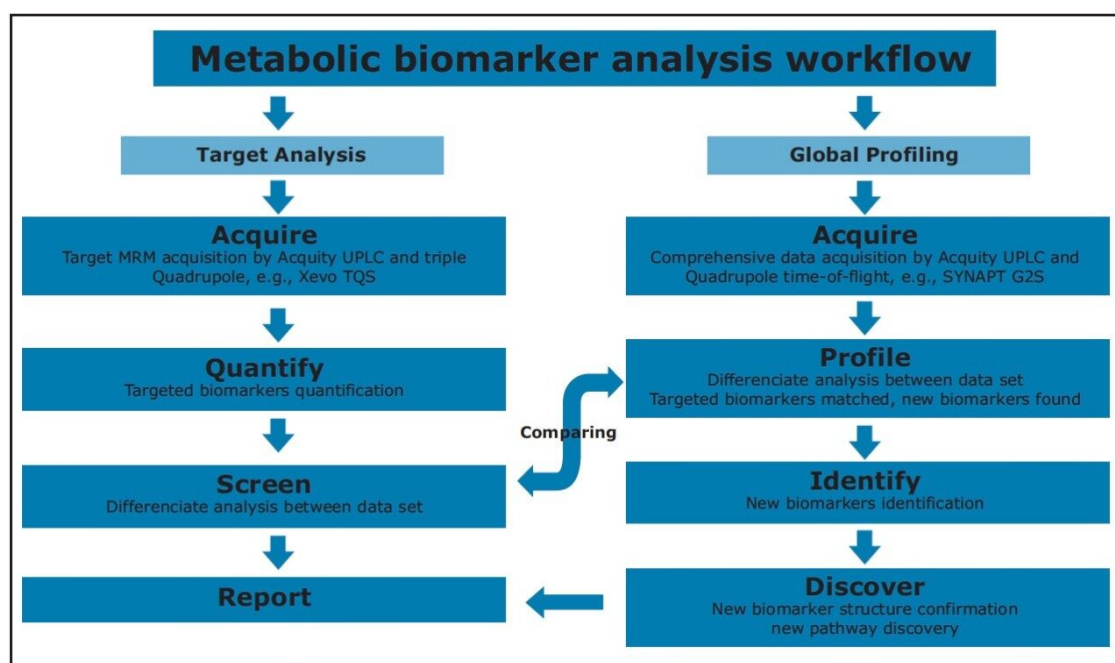 Metabolic biomarker analysis workflow
Target Analysis
Acquire
Target MRM acquisition by Acquity UPLC and triple
Quadrupole, e.g., Xevo TQS
Quantify
Targeted biomarkers quantification
Screen
Differenciate analysis between data set
Report
Comparing
Global Profiling
Acquire
Comprehensive data acquisition by Acquity UPLC and
Quadrupole time-of-flight, e.g., SYNAPT G2S
Profile
Differenciate analysis between data set
Targeted biomarkers matched, new biomarkers found
Identify
New biomarkers identification
Discover
New biomarker structure confirmation
new pathway discovery